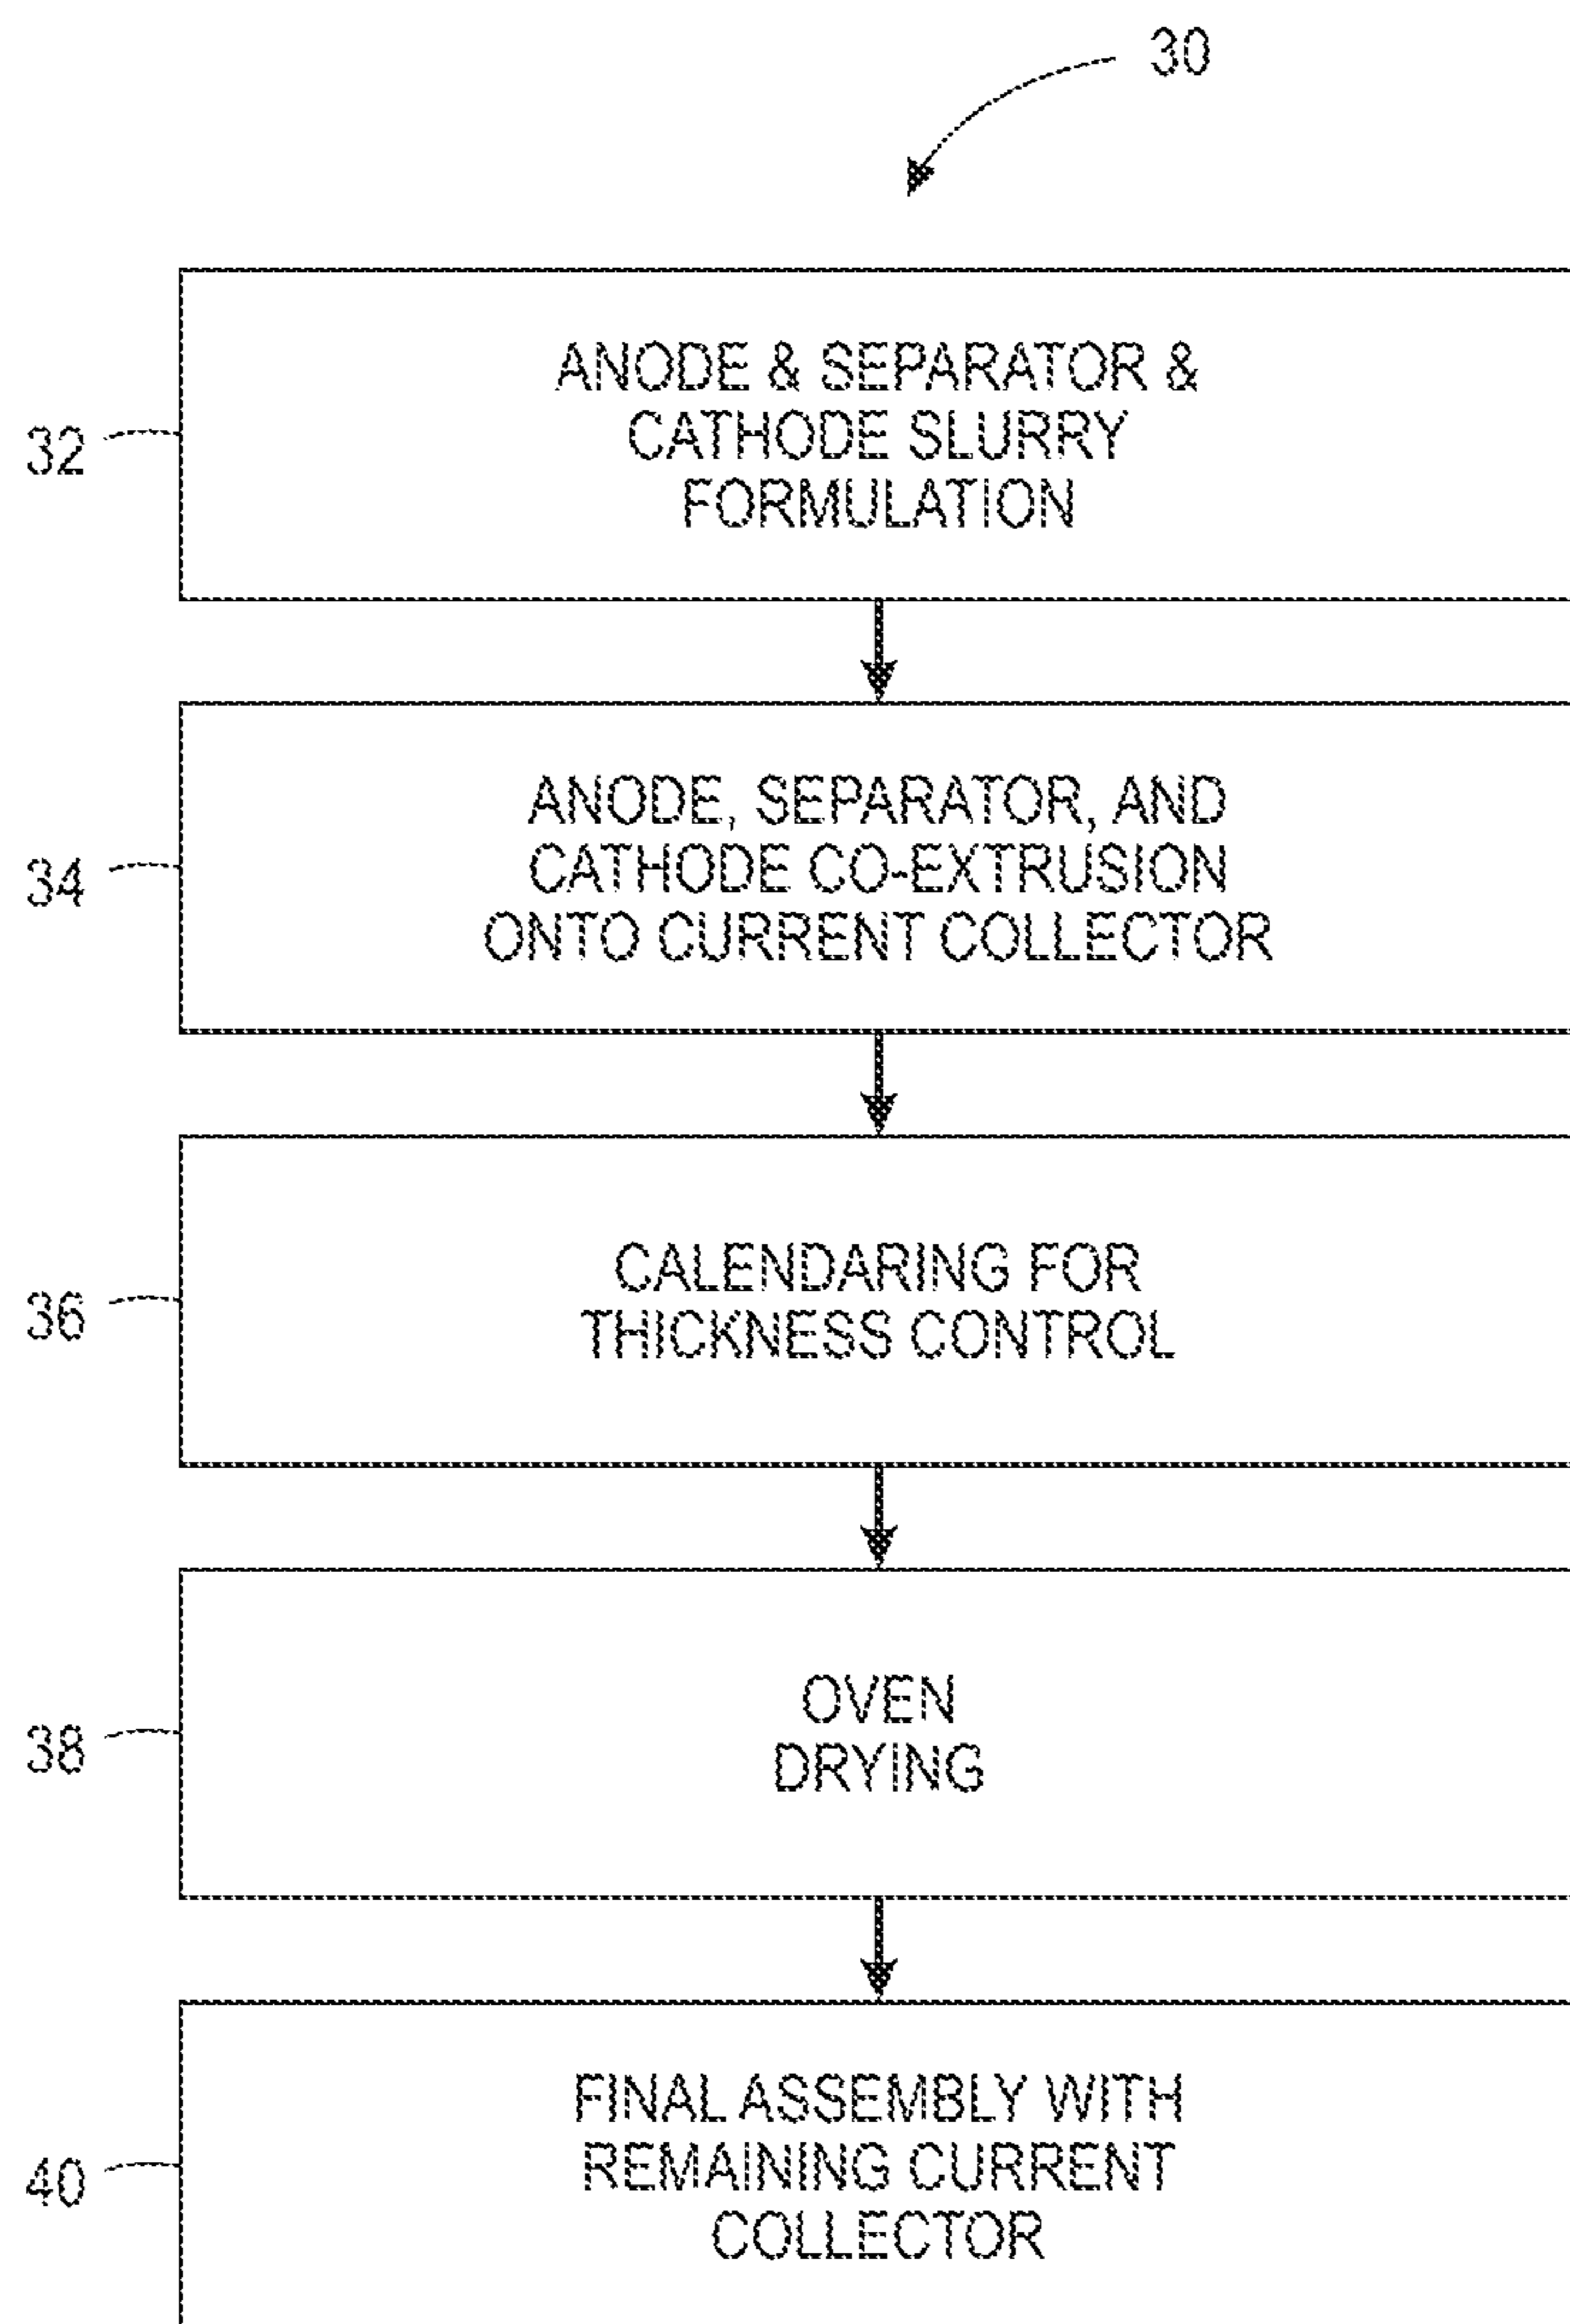 30
ANODE & SEPARATOR &
CATHODE SLURRY
FORMULATION
32
ANODE, SEPARATOR, AND
CATHODE CO-EXTRUSION
ONTO CURRENT COLLECTOR
34
CALENDARING FOR
THICKNESS CONTROL
36
OVEN
DRYING
38
FINAL ASSEMBLY WITH
REMAINING CURRENT
COLLECTOR
40